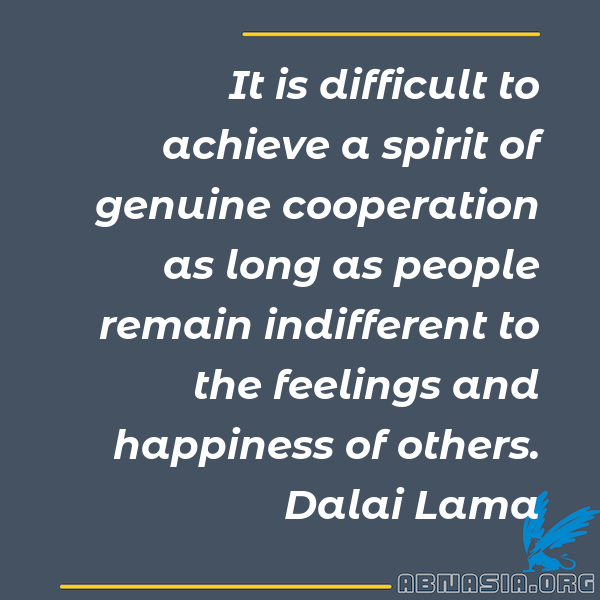 It is difficult to
achieve a spirit of
genuine cooperation
as long as people
remain indifferent to
the feelings and
happiness of others.
Dalai Lama
ABNASIA.ORG